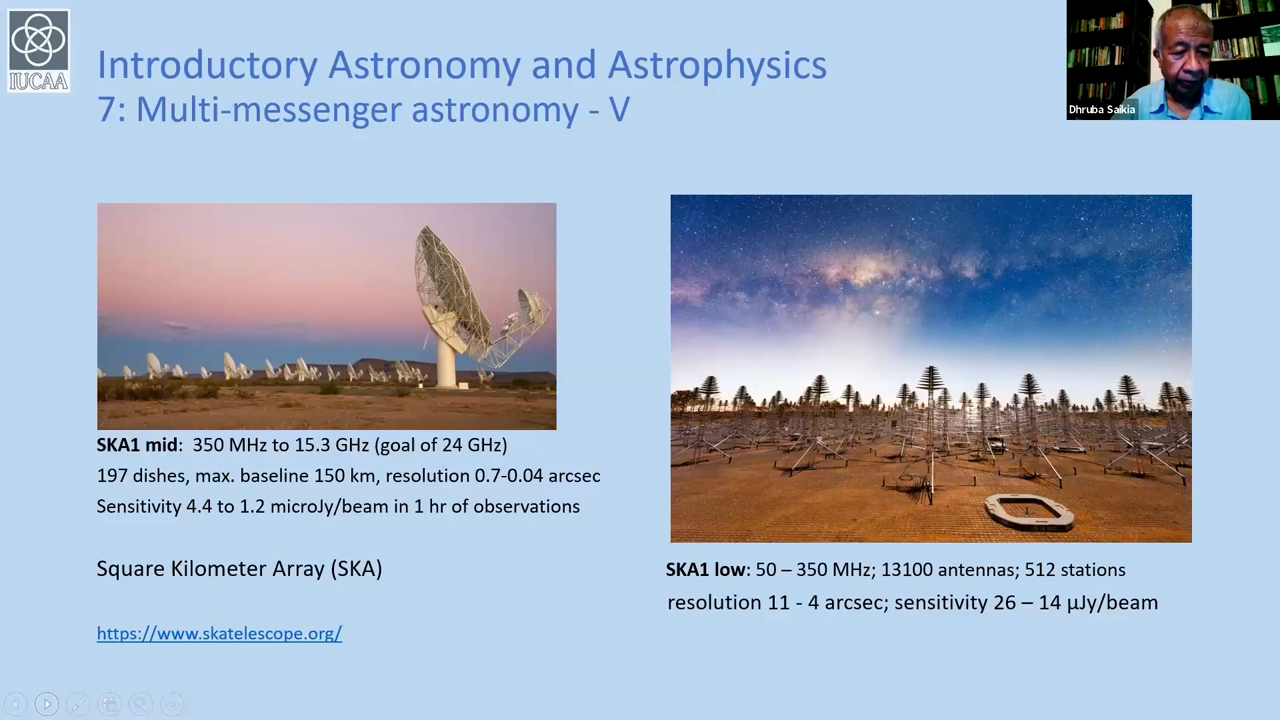 IUCAA
Introductory Astronomy and Astrophysics
7: Multi-messenger astronomy - V
Dhruba Saikia
SKA1 mid: 350 MHz to 15.3 GHz (goal of 24 GHz)
197 dishes, max. baseline 150 km, resolution 0.7-0.04 arcsec
Sensitivity 4.4 to 1.2 microJy/beam in 1 hr of observations
Square Kilometer Array (SKA)
https://www.skatelescope.org/
SKA1 low: 50 – 350 MHz; 13100 antennas; 512 stations
resolution 11 - 4 arcsec; sensitivity 26 – 14 µJy/beam